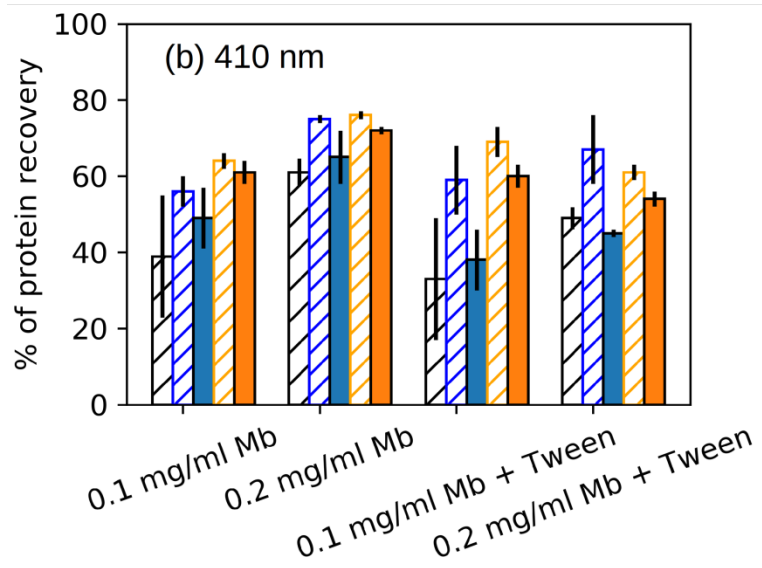 100
(b) 410 nm
80
60
40
20
0
% of protein recovery
0.1 mg/ml Mb
0.2 mg/ml Mb
0.1 mg/ml Mb + Tween
0.2 mg/ml Mb + Tween